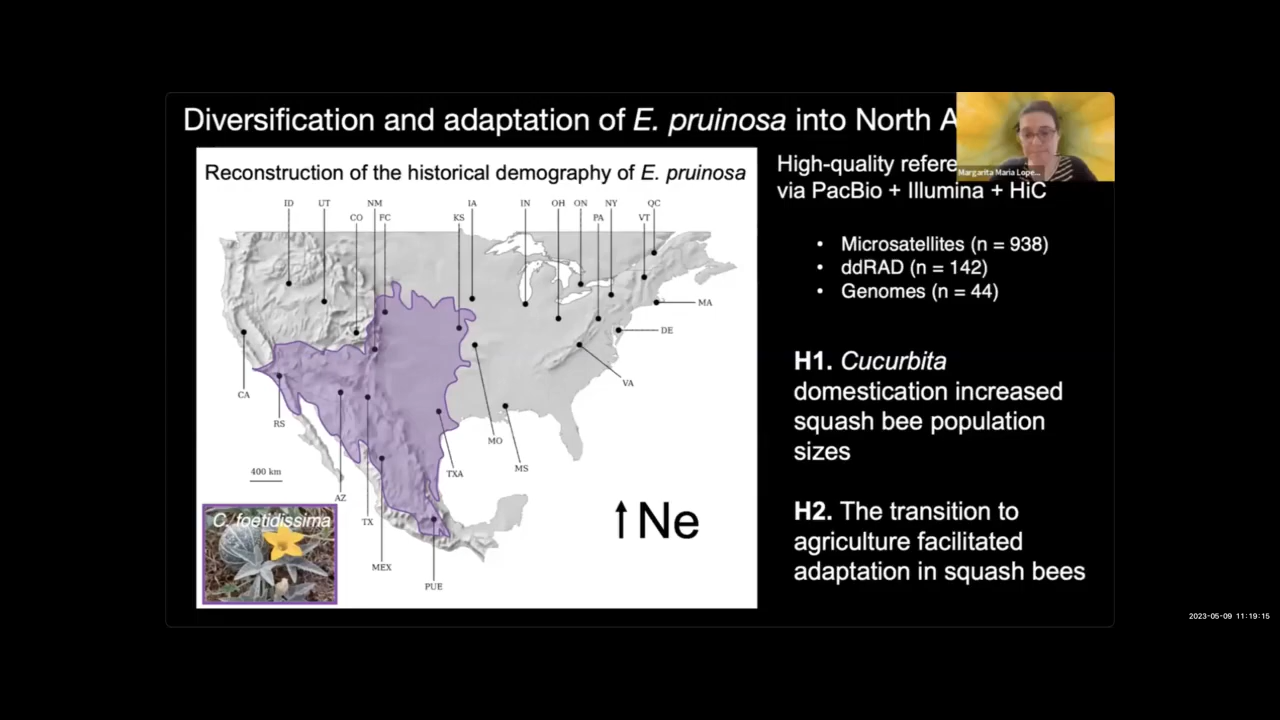 Diversification and adaptation of E. pruinosa into North A
Margarita Maria Lope...
Reconstruction of the historical demography of E. pruinosa
ID UT NM IA IN OH ON NY QC
CO FC KS PA VT
MA
DE
VA
CA
RS
MO
MS
TXA
400 km
AZ
TX
MEX
PUE
C. foetidissima
↑Ne
High-quality refere
via PacBio + Illumina + HiC
• Microsatellites (n = 938)
• ddRAD (n = 142)
• Genomes (n = 44)
H1. Cucurbita
domestication increased
squash bee population
sizes
H2. The transition to
agriculture facilitated
adaptation in squash bees
2023-05-09 11:19:15